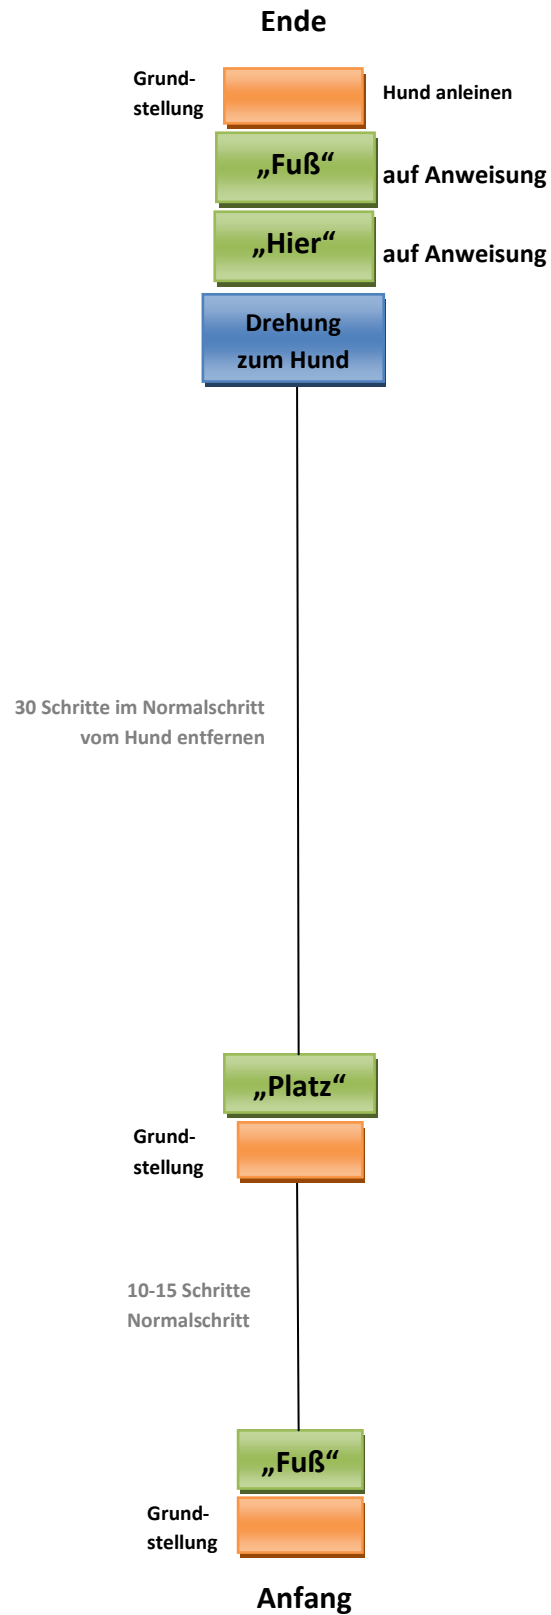 Ende
Grund-
stellung
Hund anleinen
„Fuß“
auf Anweisung
„Hier“
auf Anweisung
Drehung
zum Hund
30 Schritte im Normalschritt
vom Hund entfernen
„Platz“
Grund-
stellung
10-15 Schritte
Normalschritt
„Fuß“
Grund-
stellung
Anfang